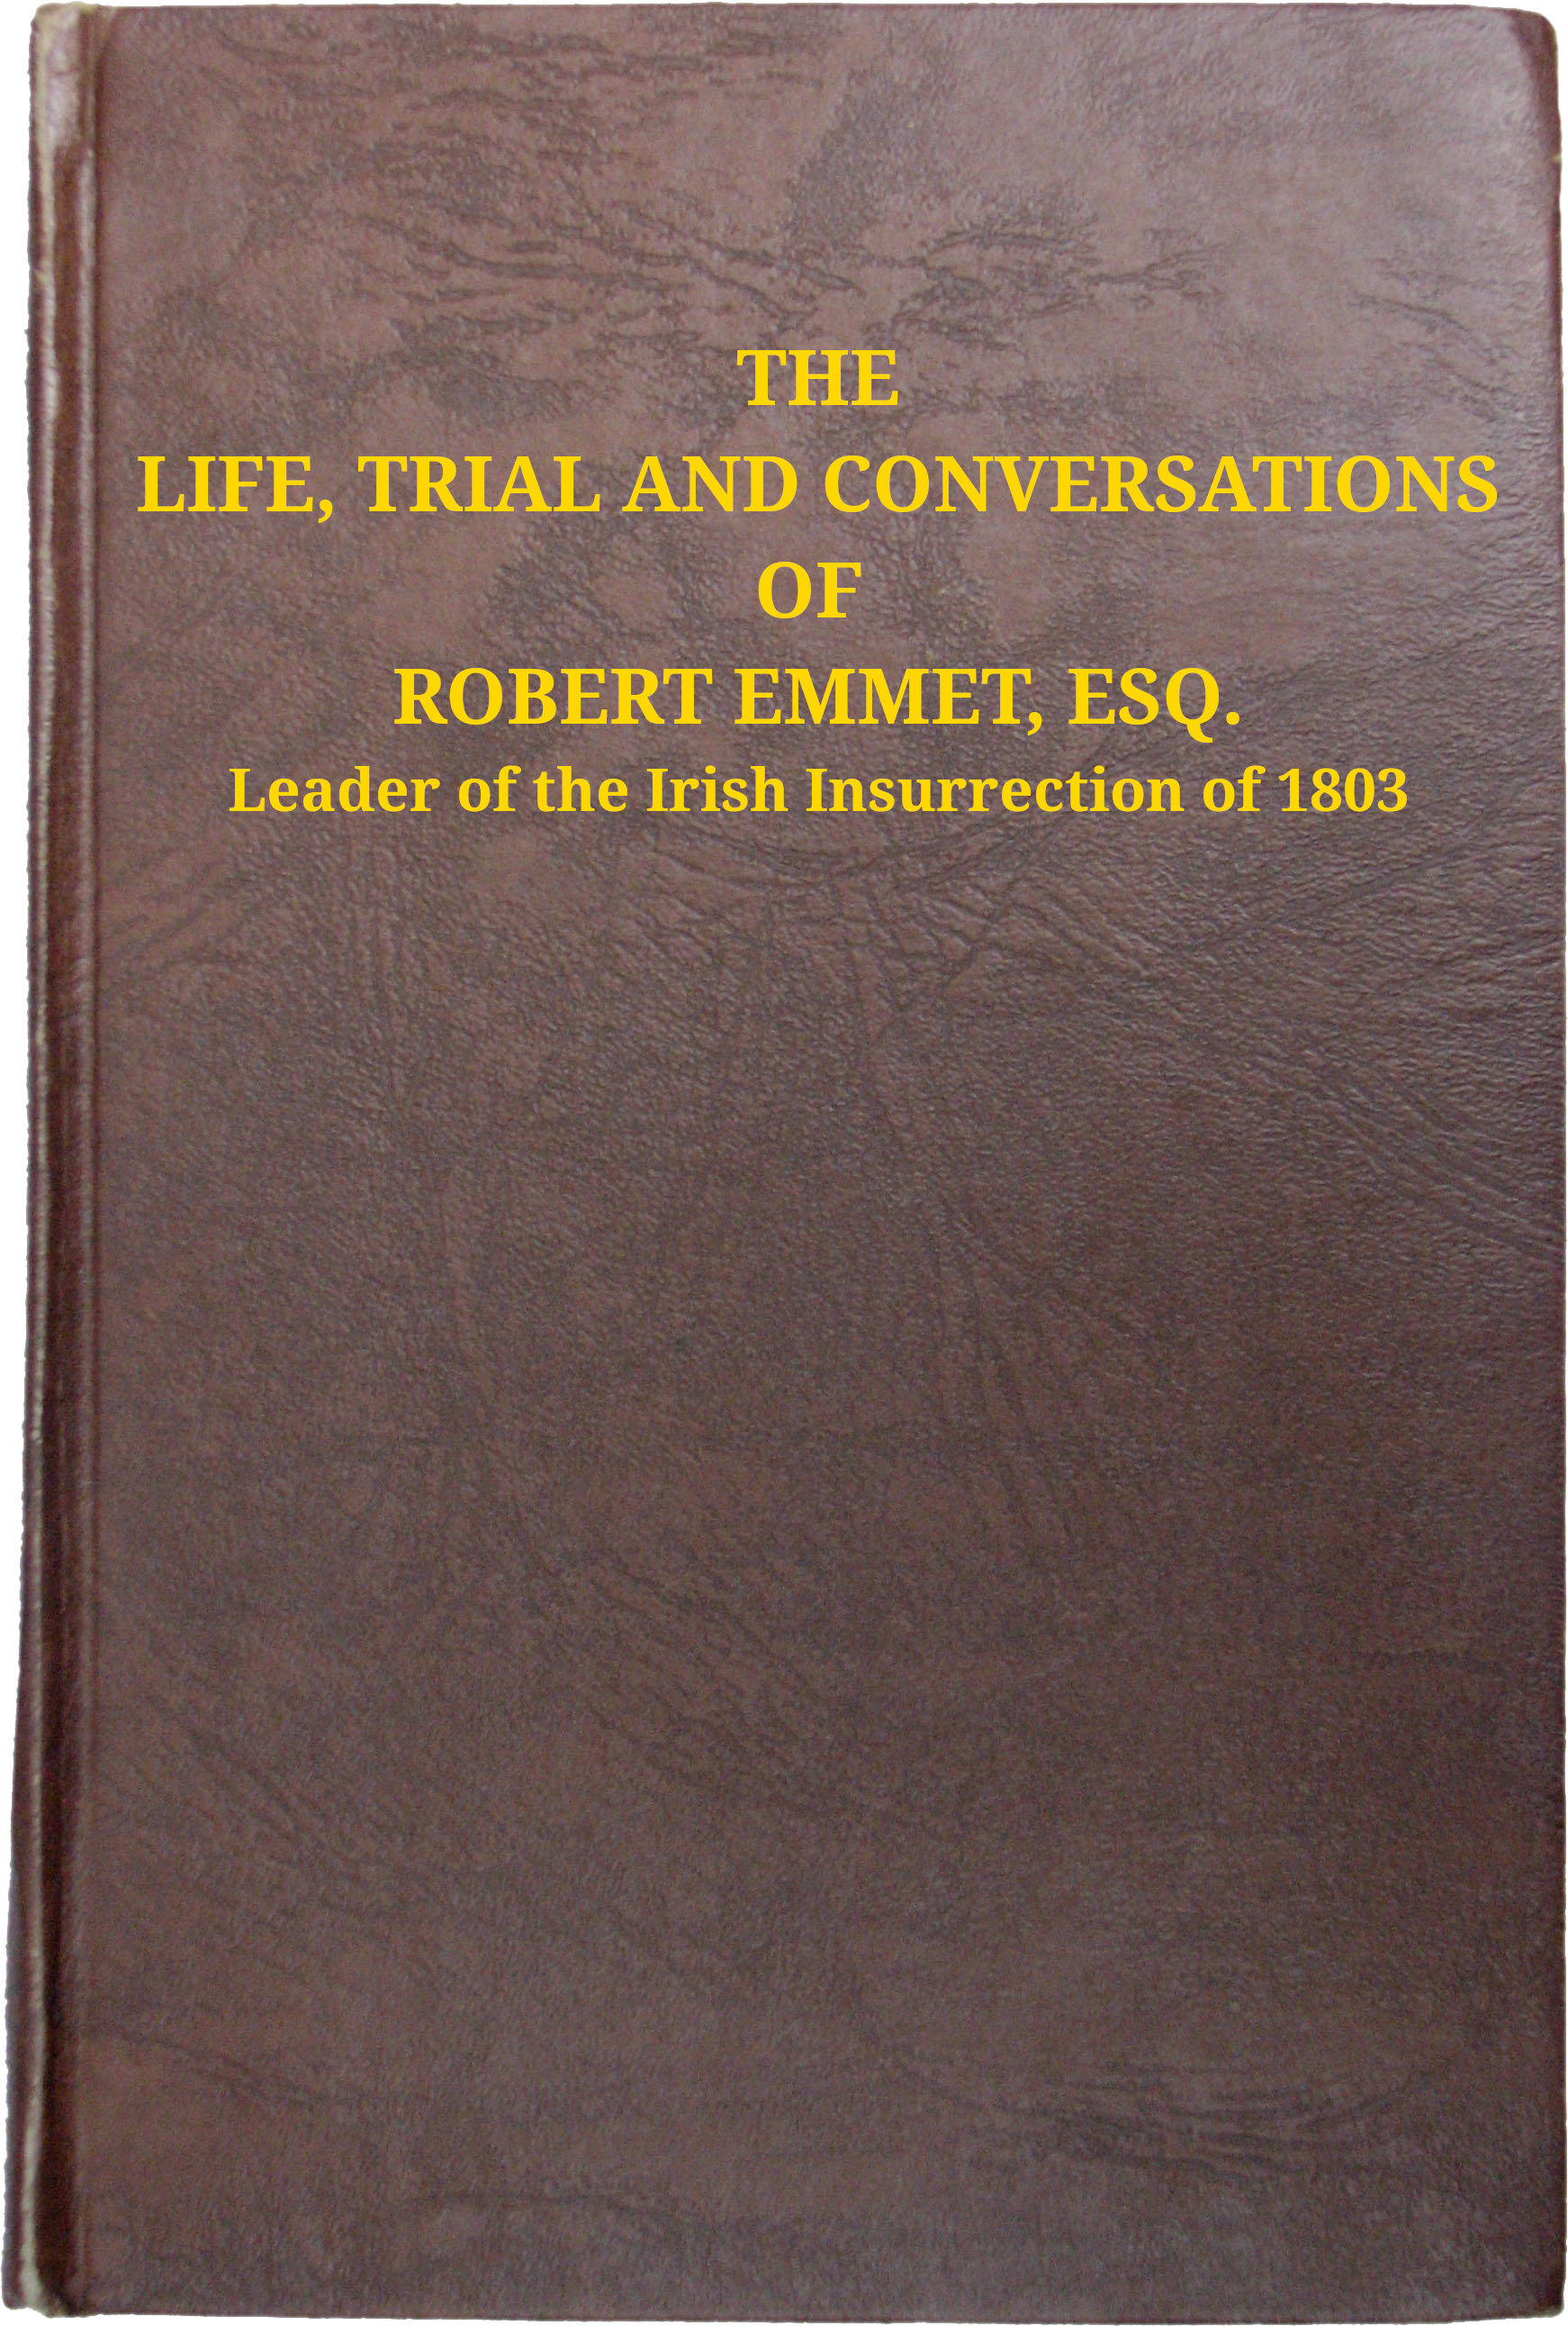 THE
LIFE, TRIAL AND CONVERSATIONS
OF
ROBERT EMMET, ESQ.
Leader of the Irish Insurrection of 1803